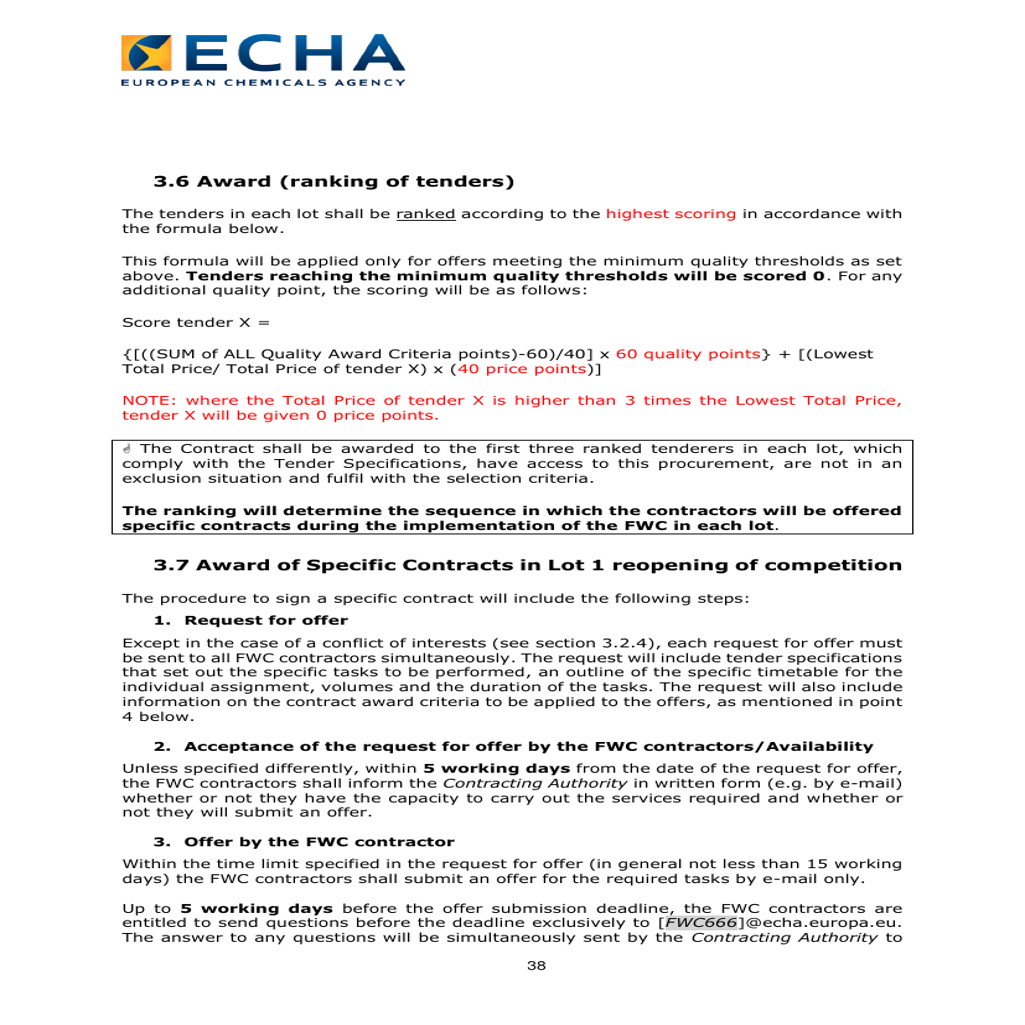 ECHA
EUROPEAN CHEMICALS AGENCY
3.6 Award (ranking of tenders)
The tenders in each lot shall be ranked according to the highest scoring in accordance with
the formula below.
This formula will be applied only for offers meeting the minimum quality thresholds as set
above. Tenders reaching the minimum quality thresholds will be scored 0. For any
additional quality point, the scoring will be as follows:
Score tender X =
{[((SUM of ALL Quality Award Criteria points)-60)/40] x 60 quality points} + [(Lowest
Total Price/ Total Price of tender X) x (40 price points)]
NOTE: where the Total Price of tender X is higher than 3 times the Lowest Total Price,
tender X will be given 0 price points.
The Contract shall be awarded to the first three ranked tenderers in each lot, which
comply with the Tender Specifications, have access to this procurement, are not in an
exclusion situation and fulfil with the selection criteria.
The ranking will determine the sequence in which the contractors will be offered
specific contracts during the implementation of the FWC in each lot.
3.7 Award of Specific Contracts in Lot 1 reopening of competition
The procedure to sign a specific contract will include the following steps:
1. Request for offer
Except in the case of a conflict of interests (see section 3.2.4), each request for offer must
be sent to all FWC contractors simultaneously. The request will include tender specifications
that set out the specific tasks to be performed, an outline of the specific timetable for the
individual assignment, volumes and the duration of the tasks. The request will also include
information on the contract award criteria to be applied to the offers, as mentioned in point
4 below.
2. Acceptance of the request for offer by the FWC contractors/Availability
Unless specified differently, within 5 working days from the date of the request for offer,
the FWC contractors shall inform the Contracting Authority in written form (e.g. by e-mail)
whether or not they have the capacity to carry out the services required and whether or
not they will submit an offer.
3. Offer by the FWC contractor
Within the time limit specified in the request for offer (in general not less than 15 working
days) the FWC contractors shall submit an offer for the required tasks by e-mail only.
Up to 5 working days before the offer submission deadline, the FWC contractors are
entitled to send questions before the deadline exclusively to [FWC666]@echa.europa.eu.
The answer to any questions will be simultaneously sent by the Contracting Authority to
38